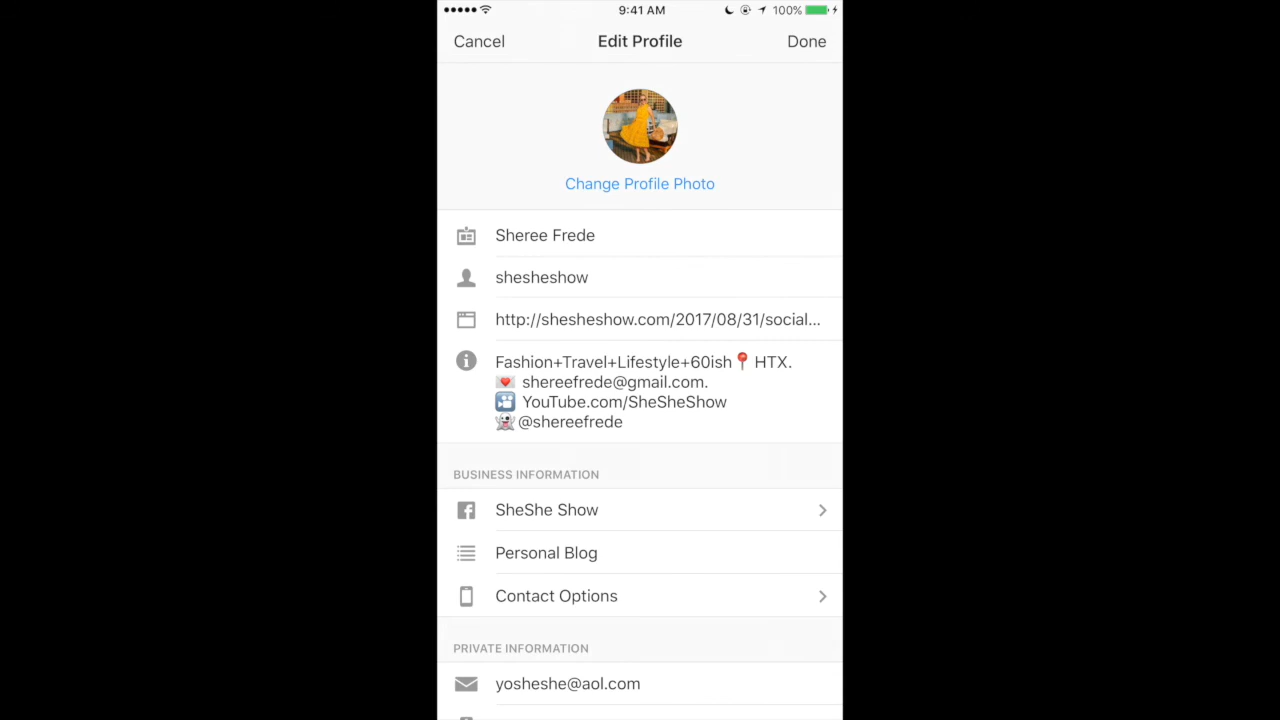 9:41 AM 100%
Cancel Edit Profile Done
Change Profile Photo
Sheree Frede
shesheshow
http://shesheshow.com/2017/08/31/social...
Fashion+Travel+Lifestyle+60ish📍HTX.
💌 shereefrede@gmail.com.
🎦 YouTube.com/SheSheShow
👻@shereefrede
BUSINESS INFORMATION
SheShe Show
Personal Blog
Contact Options
PRIVATE INFORMATION
yosheshe@aol.com